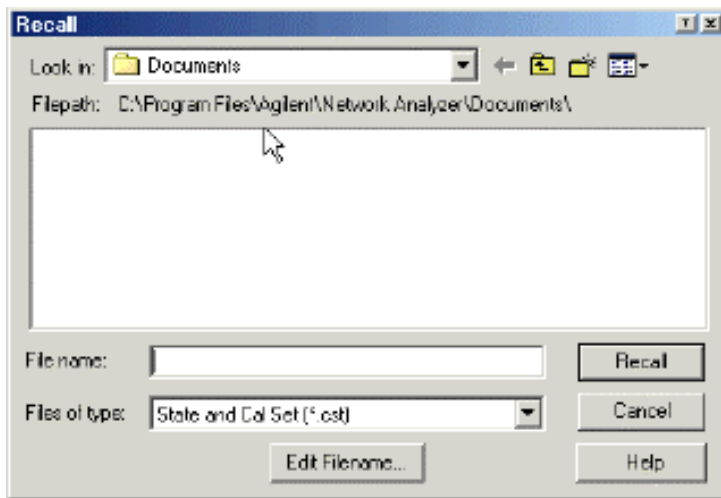 Recall
Look in: Documents
Filepath: C:\Program Files\Agilent\Network Analyzer\Documents\
File name:
Recall
Files of type: State and Cal Set (*.cst)
Cancel
Edit Filename...
Help